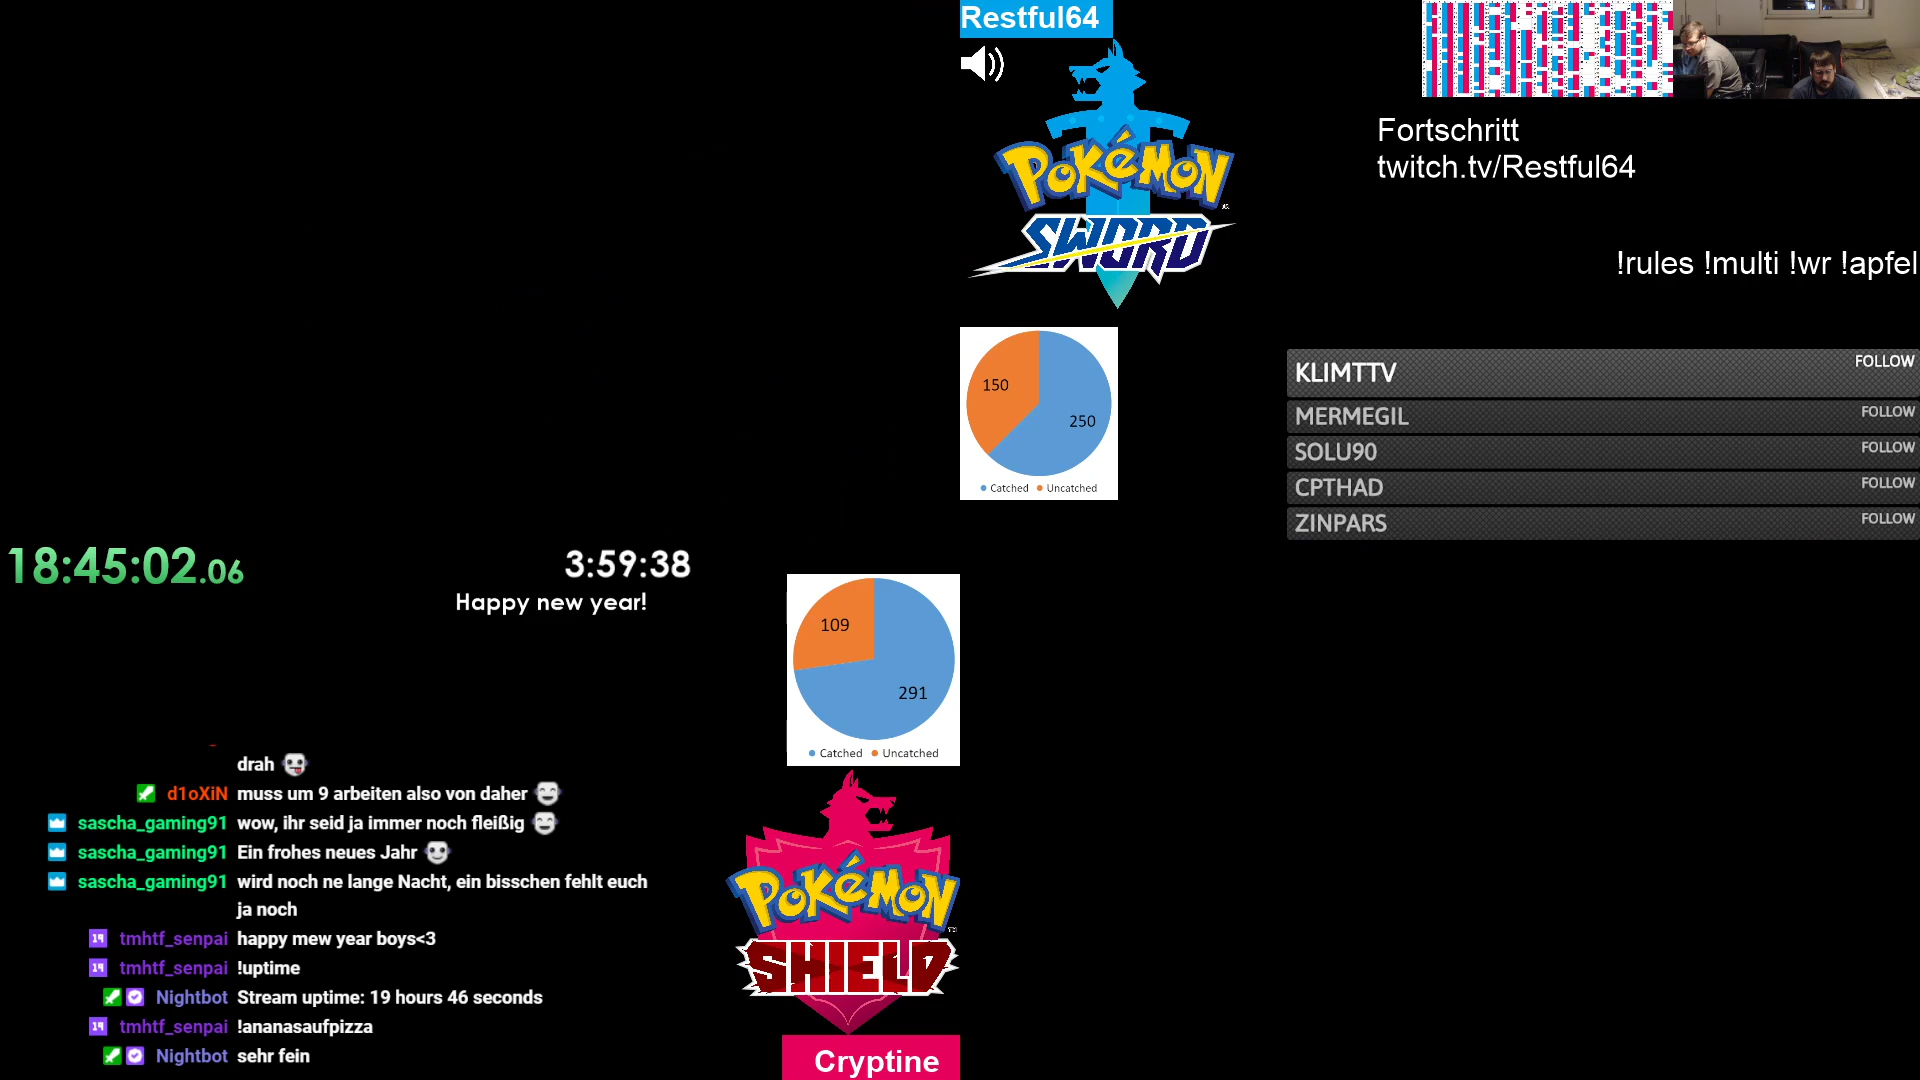 Restful64
POKÉMON
SWORD
Fortschritt
twitch.tv/Restful64
!rules !multi !wr !apfel
150
250
Catched Uncatched
KLIMTTV FOLLOW
MERMEGIL FOLLOW
SOLU90 FOLLOW
CPTHAD FOLLOW
ZINPARS FOLLOW
18:45:02.06
3:59:38
Happy new year!
109
291
Catched Uncatched
drah
d1oXiN muss um 9 arbeiten also von daher
sascha_gaming91 wow, ihr seid ja immer noch fleißig
sascha_gaming91 Ein frohes neues Jahr
sascha_gaming91 wird noch ne lange Nacht, ein bisschen fehlt euch
ja noch
19 tmhtf_senpai happy mew year boys<3
19 tmhtf_senpai !uptime
Nightbot Stream uptime: 19 hours 46 seconds
19 tmhtf_senpai !ananasaufpizza
Nightbot sehr fein
POKÉMON
SHIELD
Cryptine